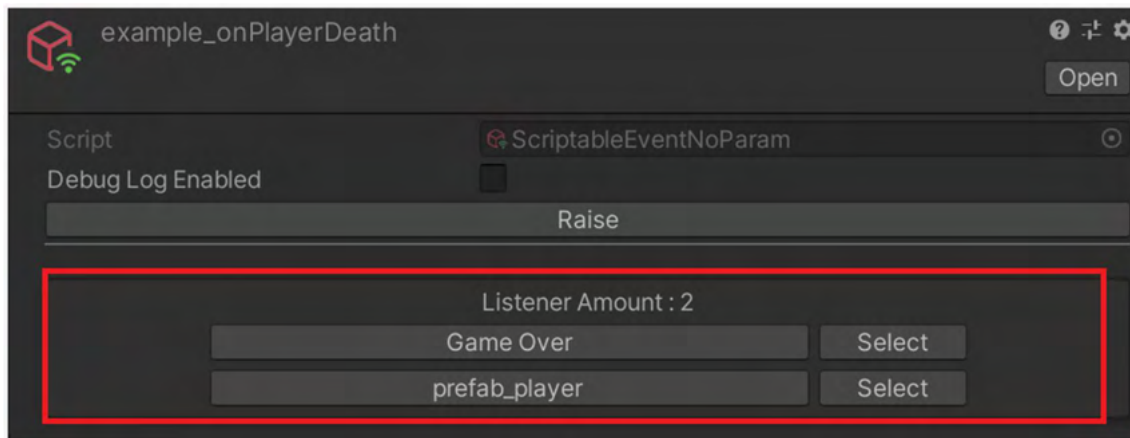 example_onPlayerDeath
Open
Script ScriptableEventNoParam
Debug Log Enabled
Raise
Listener Amount : 2
Game Over Select
prefab_player Select